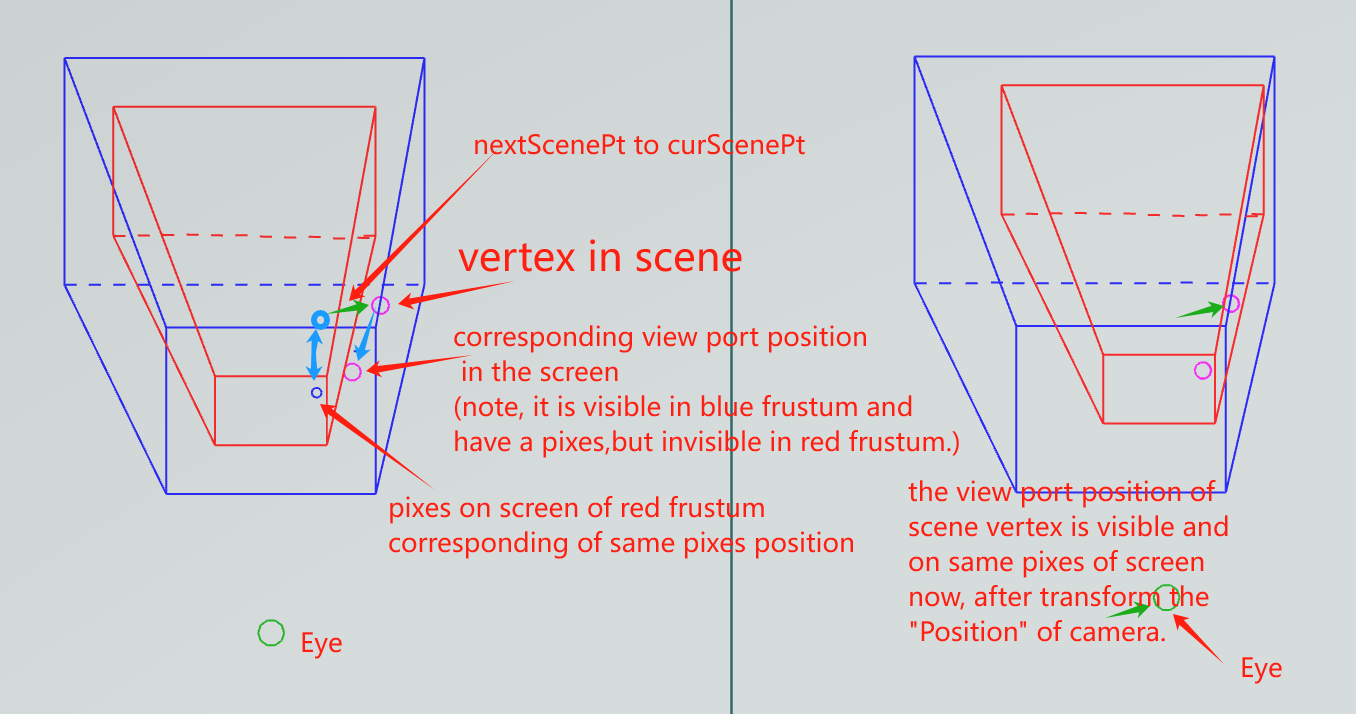 nextScenePt to curScenePt
vertex in scene
corresponding view port position
in the screen
(note, it is visible in blue frustum and
have a pixes,but invisible in red frustum.)
pixes on screen of red frustum
corresponding of same pixes position
Eye
the view port position of
scene vertex is visible and
on same pixes of screen
now, after transform the
"Position" of camera.
Eye